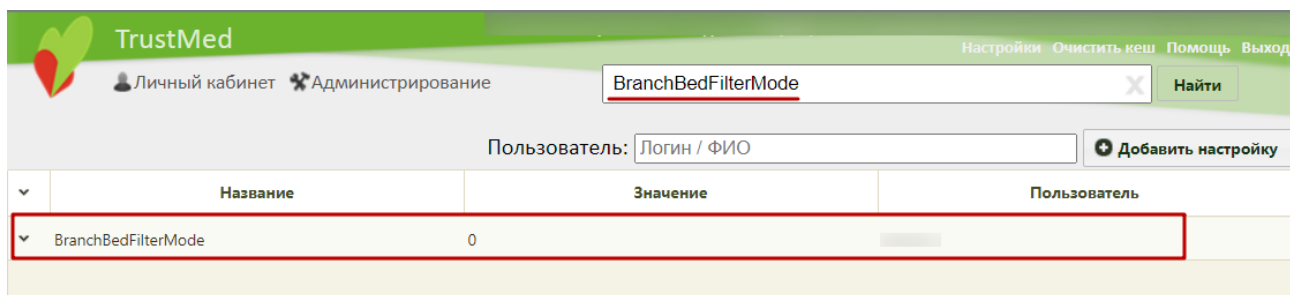 TrustMed
Настройки Очистить кеш Помощь Выход
Личный кабинет Администрирование
BranchBedFilterMode X Найти
Пользователь: Логин / ФИО Добавить настройку
Название Значение Пользователь
BranchBedFilterMode 0